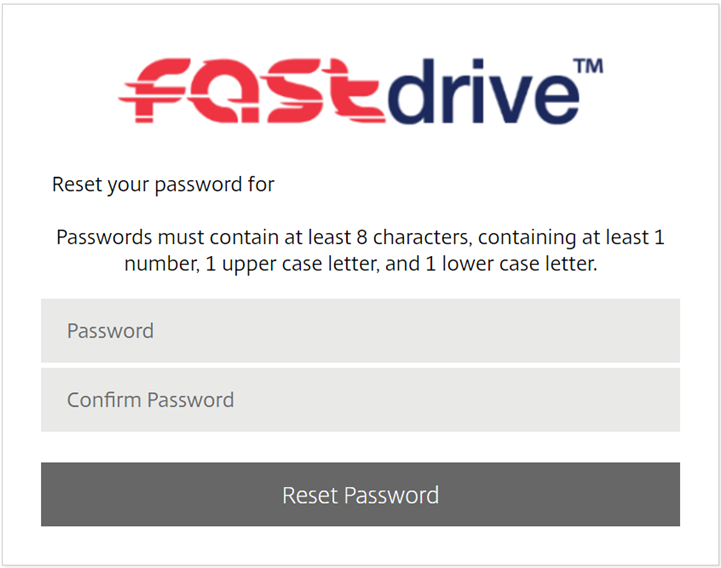 fastdrive™
Reset your password for
Passwords must contain at least 8 characters, containing at least 1
number, 1 upper case letter, and 1 lower case letter.
Password
Confirm Password
Reset Password